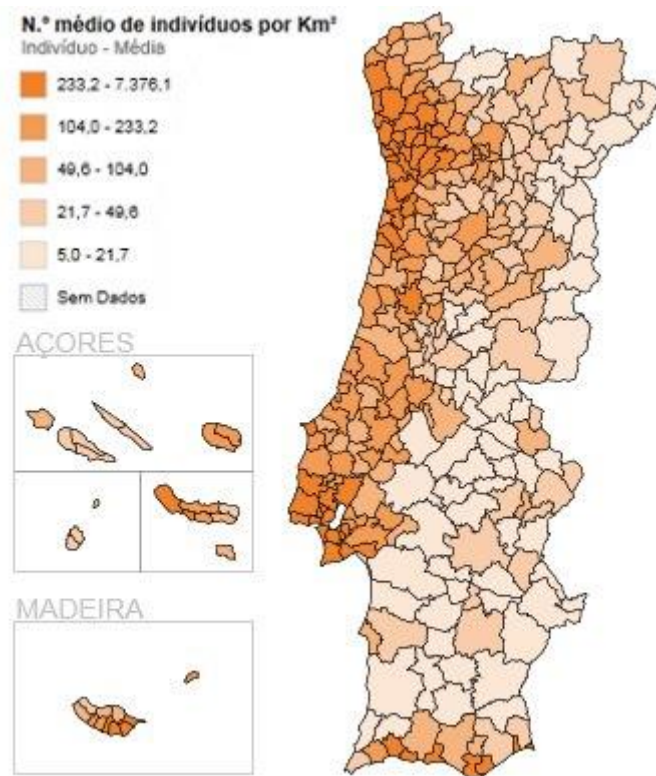 N.º médio de indivíduos por Km²
Indivíduo - Média
233,2 - 7.376,1
104,0 - 233,2
49,6 - 104,0
21,7 - 49,6
5,0 - 21,7
Sem Dados
AÇORES
MADEIRA